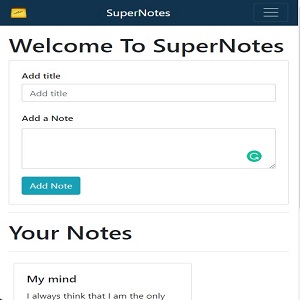 SuperNotes
Welcome To SuperNotes
Add title
Add title
Add a Note
Add Note
Your Notes
My mind
I always think that I am the only